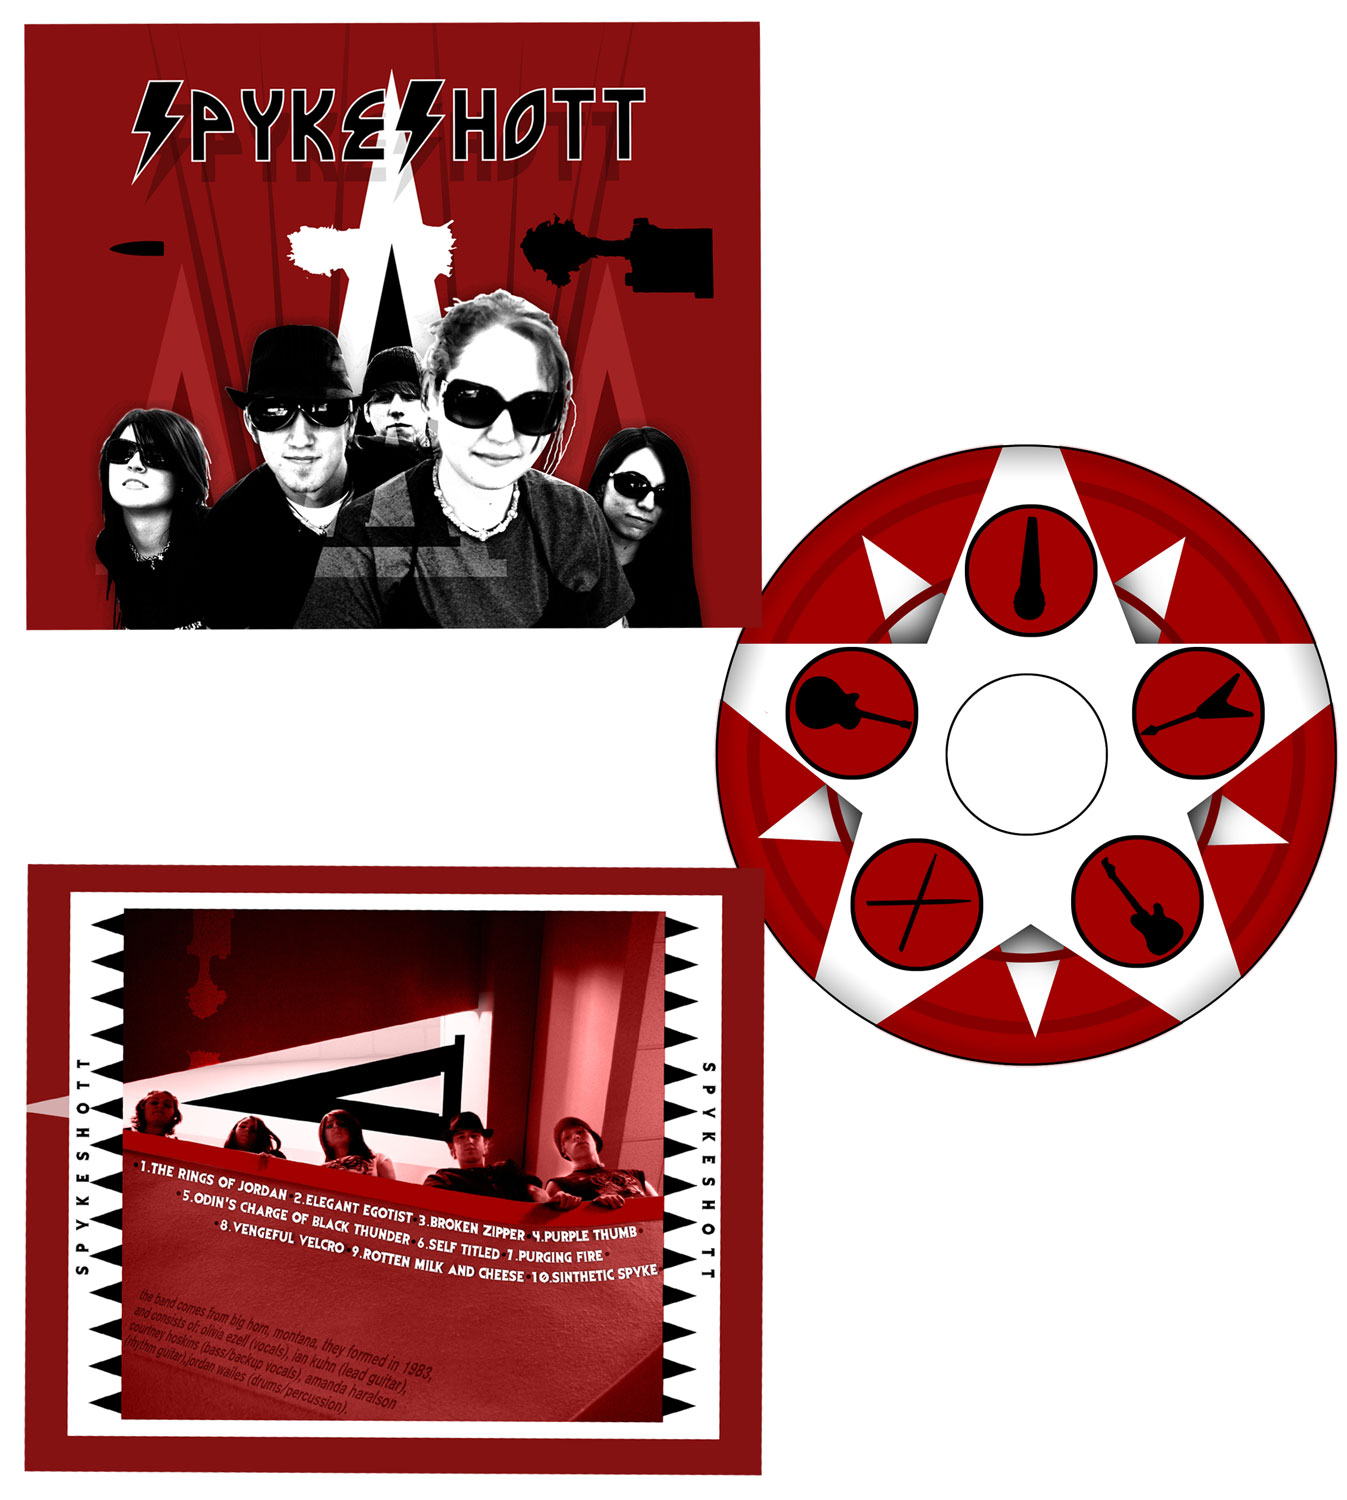 SPYKESHOTT
SPYKESHOTT
•1.THE RINGS OF JORDAN•2.ELEGANT EGOTIST•3.BROKEN ZIPPER•4.PURPLE THUMB•
•5.ODIN'S CHARGE OF BLACK THUNDER•6.SELF TITLED•7.PURGING FIRE•
•8.VENGEFUL VELCRO•9.ROTTEN MILK AND CHEESE•10.SINTHETIC SPYKE•
the band comes from big horn, montana, they formed in 1983,
and consists of: olivia ezell (vocals), ian kuhn (lead guitar),
courtney hoskins (bass/backup vocals), amanda haralson
(rhythm guitar),jordan wailes (drums/percussion).
SPYKESHOTT